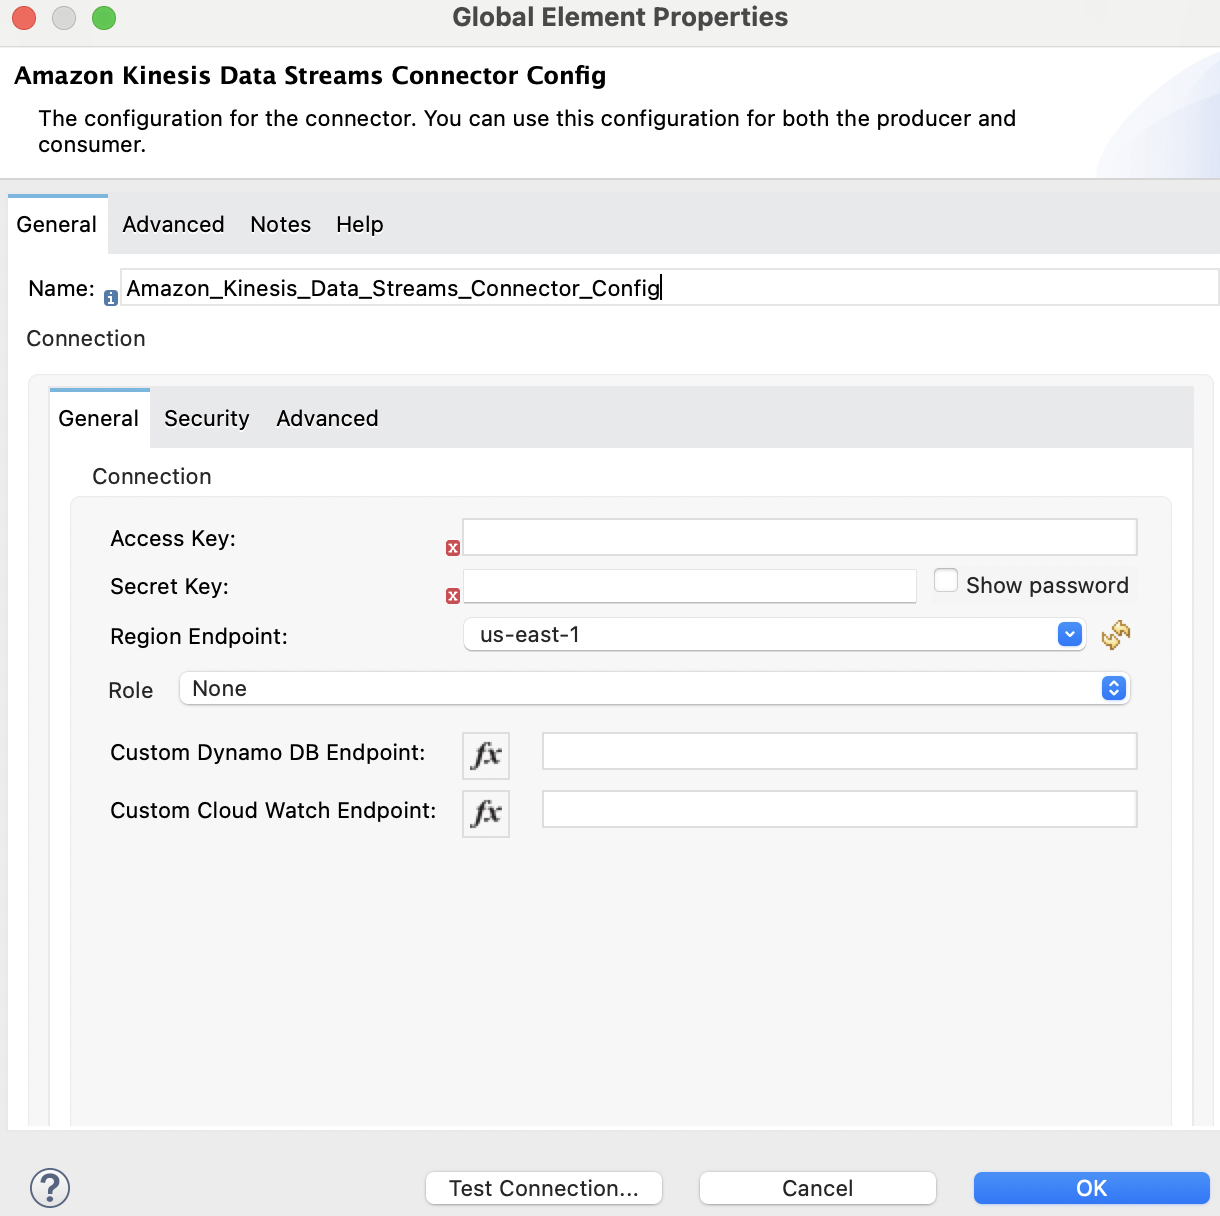 Global Element Properties
Amazon Kinesis Data Streams Connector Config
The configuration for the connector. You can use this configuration for both the producer and
consumer.
General Advanced Notes Help
Name: Amazon_Kinesis_Data_Streams_Connector_Config
Connection
General Security Advanced
Connection
Access Key:
Secret Key: Show password
Region Endpoint: us-east-1
Role None
Custom Dynamo DB Endpoint: fx
Custom Cloud Watch Endpoint: fx
? Test Connection... Cancel OK